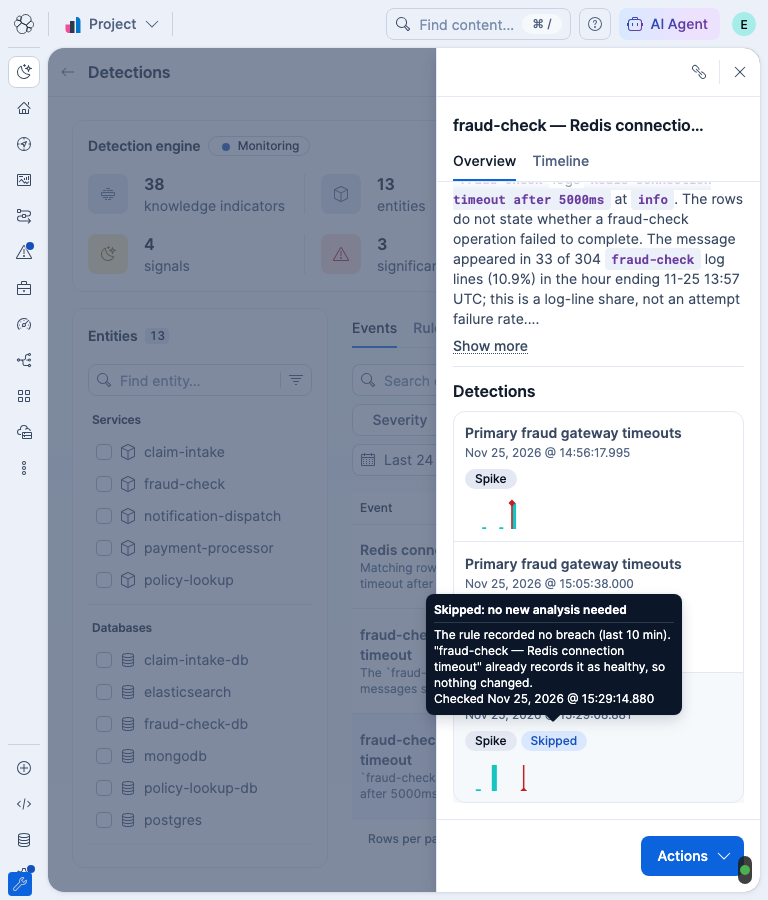 Project
Find content...
⌘ /
AI Agent
E
Detections
Detection engine
Monitoring
38
knowledge indicators
13
entities
4
signals
3
significan
Entities
13
Find entity...
Services
claim-intake
fraud-check
notification-dispatch
payment-processor
policy-lookup
Databases
claim-intake-db
elasticsearch
fraud-check-db
mongodb
policy-lookup-db
postgres
Events
Rul
Search
Severity
Last 24
Event
Redis conn
Matching row
timeout after
fraud-che
timeout
The `fraud-
messages s
fraud-chec
timeout
`fraud-check
after 5000ms
Rows per pa
fraud-check — Redis connectio...
Overview
Timeline
timeout after 5000ms at info . The rows
do not state whether a fraud-check
operation failed to complete. The message
appeared in 33 of 304 fraud-check log
lines (10.9%) in the hour ending 11-25 13:57
UTC; this is a log-line share, not an attempt
failure rate....
Show more
Detections
Primary fraud gateway timeouts
Nov 25, 2026 @ 14:56:17.995
Spike
Primary fraud gateway timeouts
Nov 25, 2026 @ 15:05:38.000
Skipped: no new analysis needed
The rule recorded no breach (last 10 min).
"fraud-check — Redis connection
timeout" already records it as healthy, so
nothing changed.
Checked Nov 25, 2026 @ 15:29:14.880
Spike
Skipped
Actions